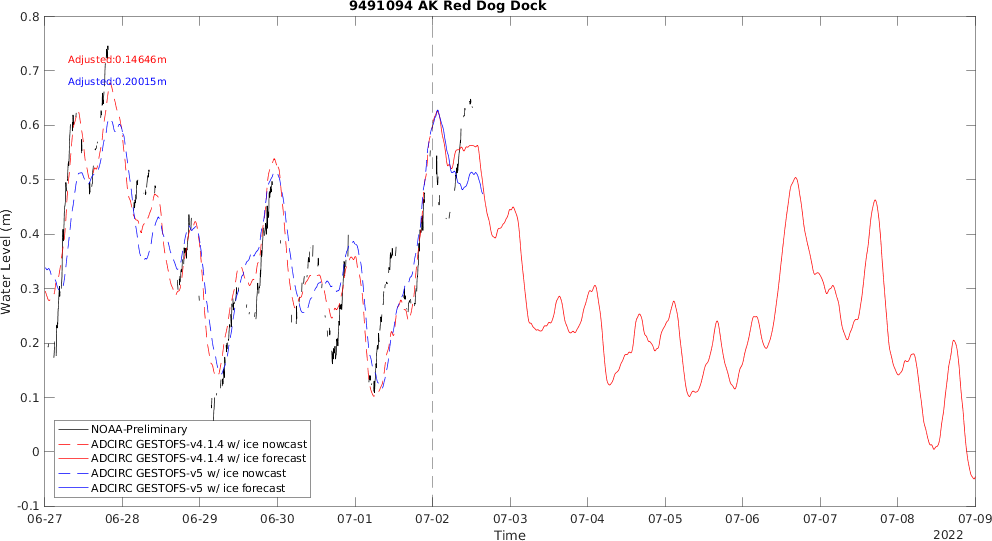 9491094 AK Red Dog Dock
0.8
0.7
0.6
0.5
0.4
0.3
0.2
0.1
0
-0.1
Water Level (m)
Adjusted:0.14646m
Adjusted:0.20015m
NOAA-Preliminary
ADCIRC GESTOFS-v4.1.4 w/ ice nowcast
ADCIRC GESTOFS-v4.1.4 w/ ice forecast
ADCIRC GESTOFS-v5 w/ ice nowcast
ADCIRC GESTOFS-v5 w/ ice forecast
06-27 06-28 06-29 06-30 07-01 07-02 07-03 07-04 07-05 07-06 07-07 07-08 07-09
Time
2022